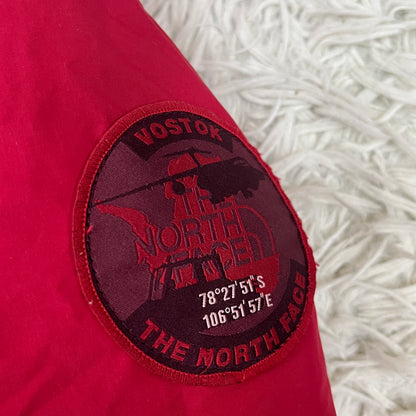 VOSTOK
THE
NORTH
FACE
78°27'51"S
106°51'57"E
THE NORTH FACE